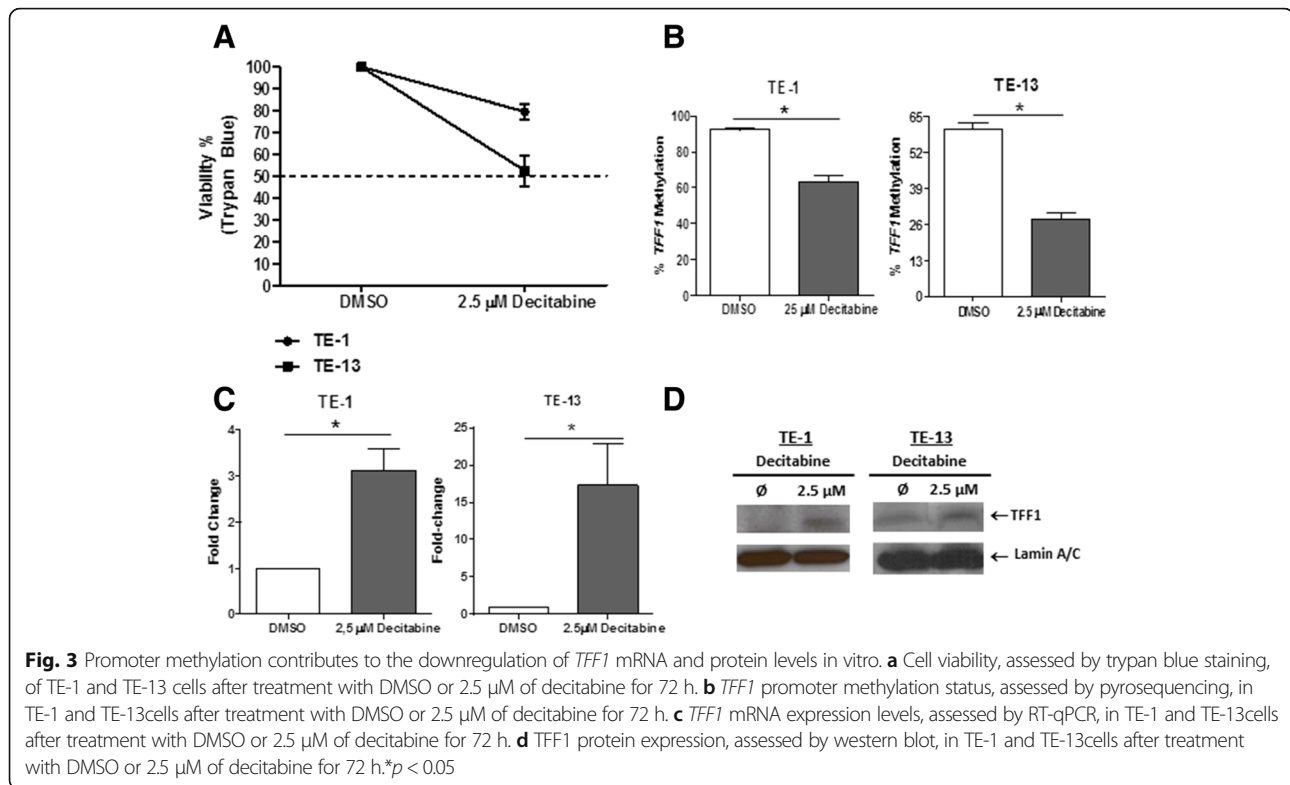 A
Viability %
(Trypan Blue)
100
90
80
70
60
50
40
30
20
10
0
DMSO
2.5 µM Decitabine
TE-1
TE-13
B
TE-1
*
% TFF1 Methylation
100
80
60
40
20
0
DMSO
25 µM Decitabine
TE-13
*
% TFF1 Methylation
65
52
39
26
13
0
DMSO
2.5 µM Decitabine
C
TE-1
*
Fold Change
4
3
2
1
0
DMSO
2,5 µM Decitabine
TE-13
*
Fold-change
25
20
15
10
5
0
DMSO
2.5µM Decitabine
D
TE-1
Decitabine
Ø 2.5 µM
TE-13
Decitabine
Ø 2.5 µM
←TFF1
← Lamin A/C
Fig. 3 Promoter methylation contributes to the downregulation of TFF1 mRNA and protein levels in vitro. a Cell viability, assessed by trypan blue staining,
of TE-1 and TE-13 cells after treatment with DMSO or 2.5 µM of decitabine for 72 h. b TFF1 promoter methylation status, assessed by pyrosequencing, in
TE-1 and TE-13cells after treatment with DMSO or 2.5 µM of decitabine for 72 h. c TFF1 mRNA expression levels, assessed by RT-qPCR, in TE-1 and TE-13cells
after treatment with DMSO or 2.5 µM of decitabine for 72 h. d TFF1 protein expression, assessed by western blot, in TE-1 and TE-13cells after treatment
with DMSO or 2.5 µM of decitabine for 72 h.*p < 0.05